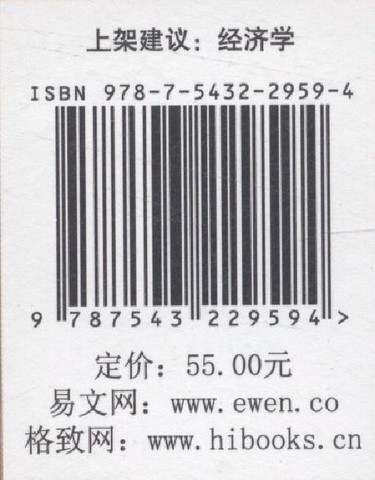 上架建议：经济学
ISBN 978-7-5432-2959-4
9 787543 229594 >
定价：55.00元
易文网：www.ewen.co
格致网：www.hibooks.cn